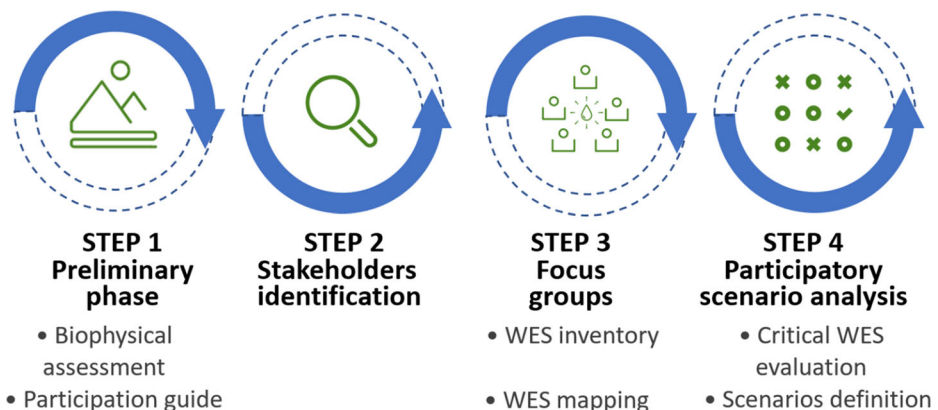 STEP 1
Preliminary
phase
• Biophysical
assessment
• Participation guide
STEP 2
Stakeholders
identification
STEP 3
Focus
groups
• WES inventory
• WES mapping
STEP 4
Participatory
scenario analysis
• Critical WES
evaluation
• Scenarios definition